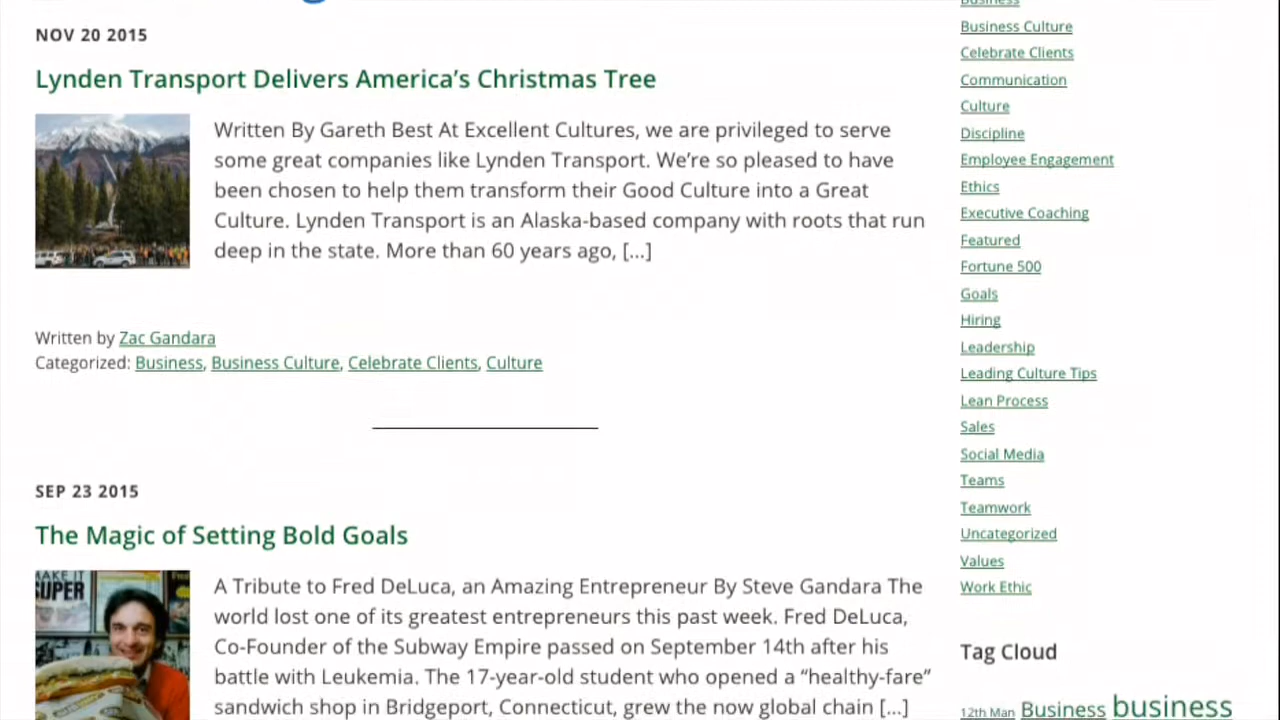 NOV 20 2015
Lynden Transport Delivers America’s Christmas Tree
Written By Gareth Best At Excellent Cultures, we are privileged to serve
some great companies like Lynden Transport. We’re so pleased to have
been chosen to help them transform their Good Culture into a Great
Culture. Lynden Transport is an Alaska-based company with roots that run
deep in the state. More than 60 years ago, [...]
Written by Zac Gandara
Categorized: Business, Business Culture, Celebrate Clients, Culture
SEP 23 2015
The Magic of Setting Bold Goals
MAKE IT
SUPER
A Tribute to Fred DeLuca, an Amazing Entrepreneur By Steve Gandara The
world lost one of its greatest entrepreneurs this past week. Fred DeLuca,
Co-Founder of the Subway Empire passed on September 14th after his
battle with Leukemia. The 17-year-old student who opened a “healthy-fare”
sandwich shop in Bridgeport, Connecticut, grew the now global chain [...]
Business
Business Culture
Celebrate Clients
Communication
Culture
Discipline
Employee Engagement
Ethics
Executive Coaching
Featured
Fortune 500
Goals
Hiring
Leadership
Leading Culture Tips
Lean Process
Sales
Social Media
Teams
Teamwork
Uncategorized
Values
Work Ethic
Tag Cloud
12th Man Business business